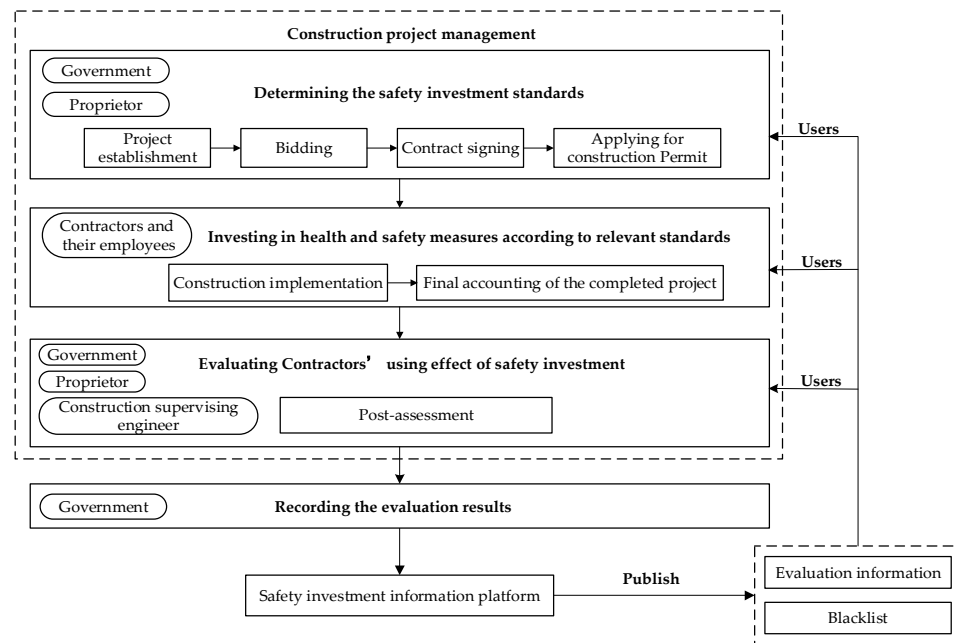 Construction project management
Government
Proprietor
Determining the safety investment standards
Project
establishment
Bidding
Contract signing
Applying for
construction Permit
Users
Contractors and
their employees
Investing in health and safety measures according to relevant standards
Construction implementation
Final accounting of the completed project
Users
Government
Proprietor
Construction supervising
engineer
Evaluating Contractors’ using effect of safety investment
Post-assessment
Users
Government
Recording the evaluation results
Safety investment information platform
Publish
Evaluation information
Blacklist